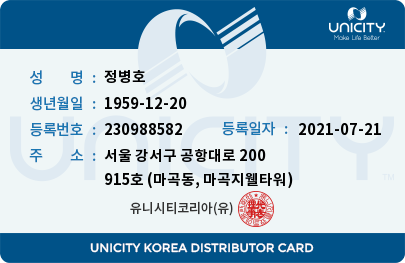 UNICITY
Make Life Better
성 명 : 정병호
생년월일 : 1959-12-20
등록번호 : 230988582 등록일자 : 2021-07-21
주 소 : 서울 강서구 공항대로 200
915호 (마곡동, 마곡지웰타워)
유니시티코리아(유)
UNICITY
UNICITY KOREA DISTRIBUTOR CARD